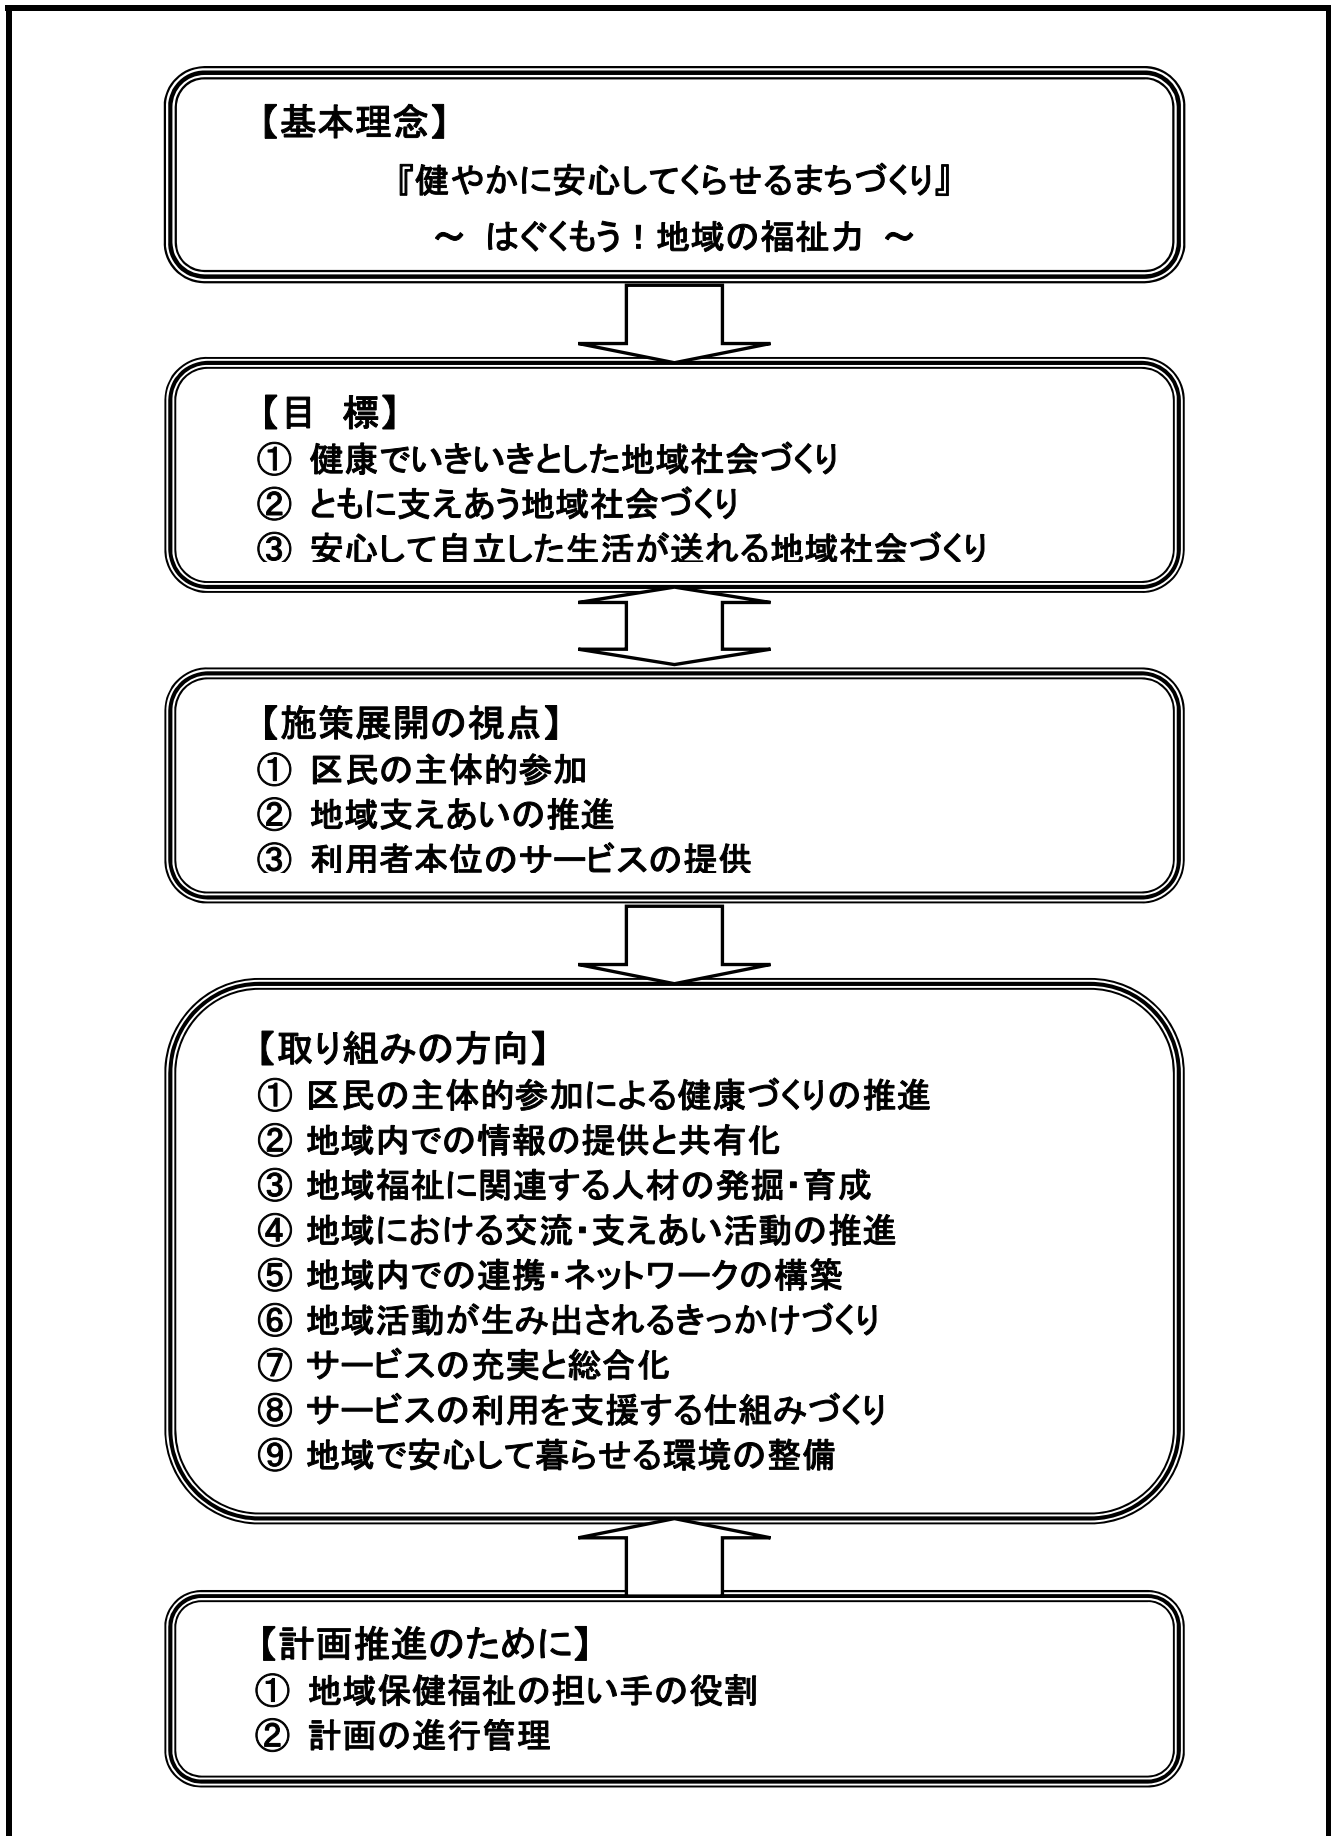 【基本理念】
『健やかに安心してくらせるまちづくり』
～ はぐくもう！地域の福祉力 ～
【目　標】
① 健康でいきいきとした地域社会づくり
② ともに支えあう地域社会づくり
③ 安心して自立した生活が送れる地域社会づくり
【施策展開の視点】
① 区民の主体的参加
② 地域支えあいの推進
③ 利用者本位のサービスの提供
【取り組みの方向】
① 区民の主体的参加による健康づくりの推進
② 地域内での情報の提供と共有化
③ 地域福祉に関連する人材の発掘・育成
④ 地域における交流・支えあい活動の推進
⑤ 地域内での連携・ネットワークの構築
⑥ 地域活動が生み出されるきっかけづくり
⑦ サービスの充実と総合化
⑧ サービスの利用を支援する仕組みづくり
⑨ 地域で安心して暮らせる環境の整備
【計画推進のために】
① 地域保健福祉の担い手の役割
② 計画の進行管理